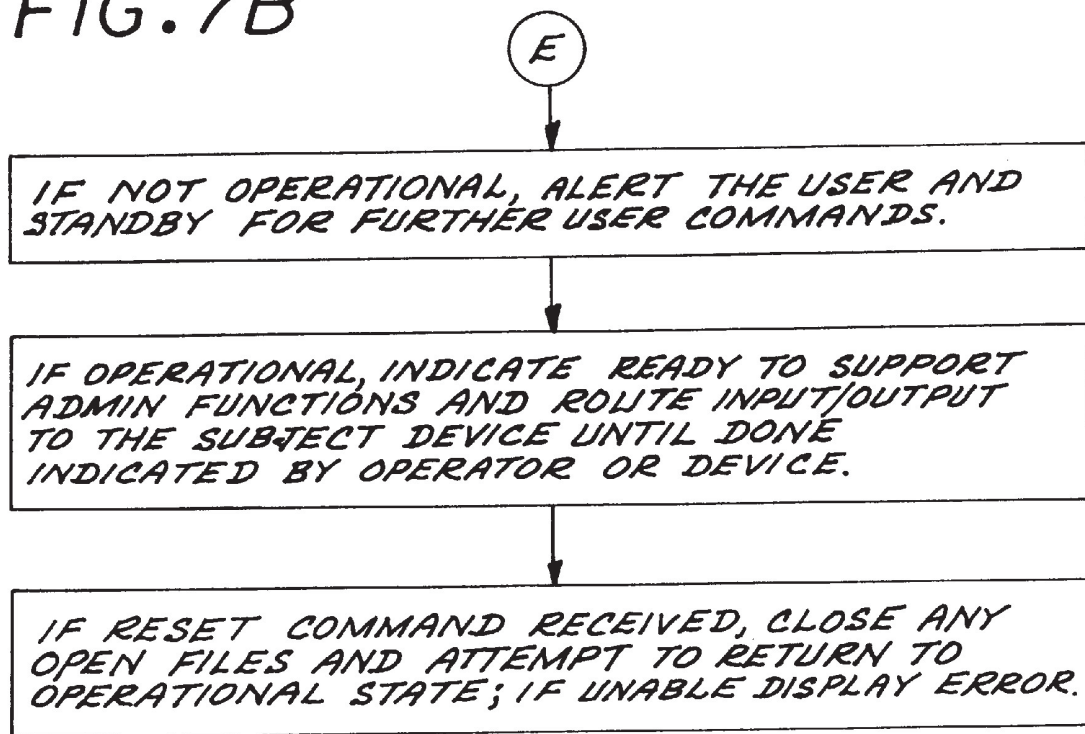 FIG. 7B
E
IF NOT OPERATIONAL, ALERT THE USER AND
STANDBY FOR FURTHER USER COMMANDS.
IF OPERATIONAL, INDICATE READY TO SUPPORT
ADMIN FUNCTIONS AND ROUTE INPUT/OUTPUT
TO THE SUBJECT DEVICE UNTIL DONE
INDICATED BY OPERATOR OR DEVICE.
IF RESET COMMAND RECEIVED, CLOSE ANY
OPEN FILES AND ATTEMPT TO RETURN TO
OPERATIONAL STATE; IF UNABLE DISPLAY ERROR.